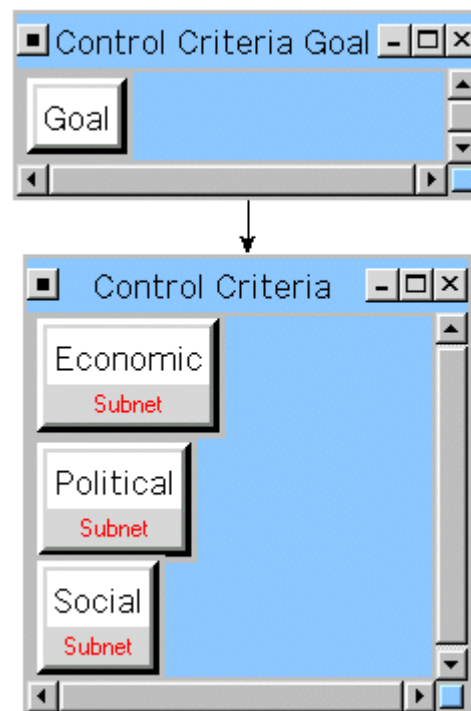 Control Criteria Goal
Goal
Control Criteria
Economic
Subnet
Political
Subnet
Social
Subnet